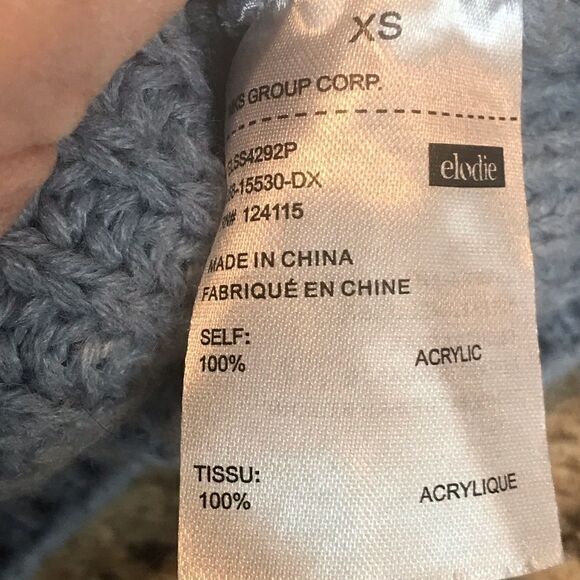 XS
GROUP CORP.
elodie
124115
MADE IN CHINA
FABRIQUÉ EN CHINE
SELF:
100% ACRYLIC
TISSU:
100% ACRYLIQUE